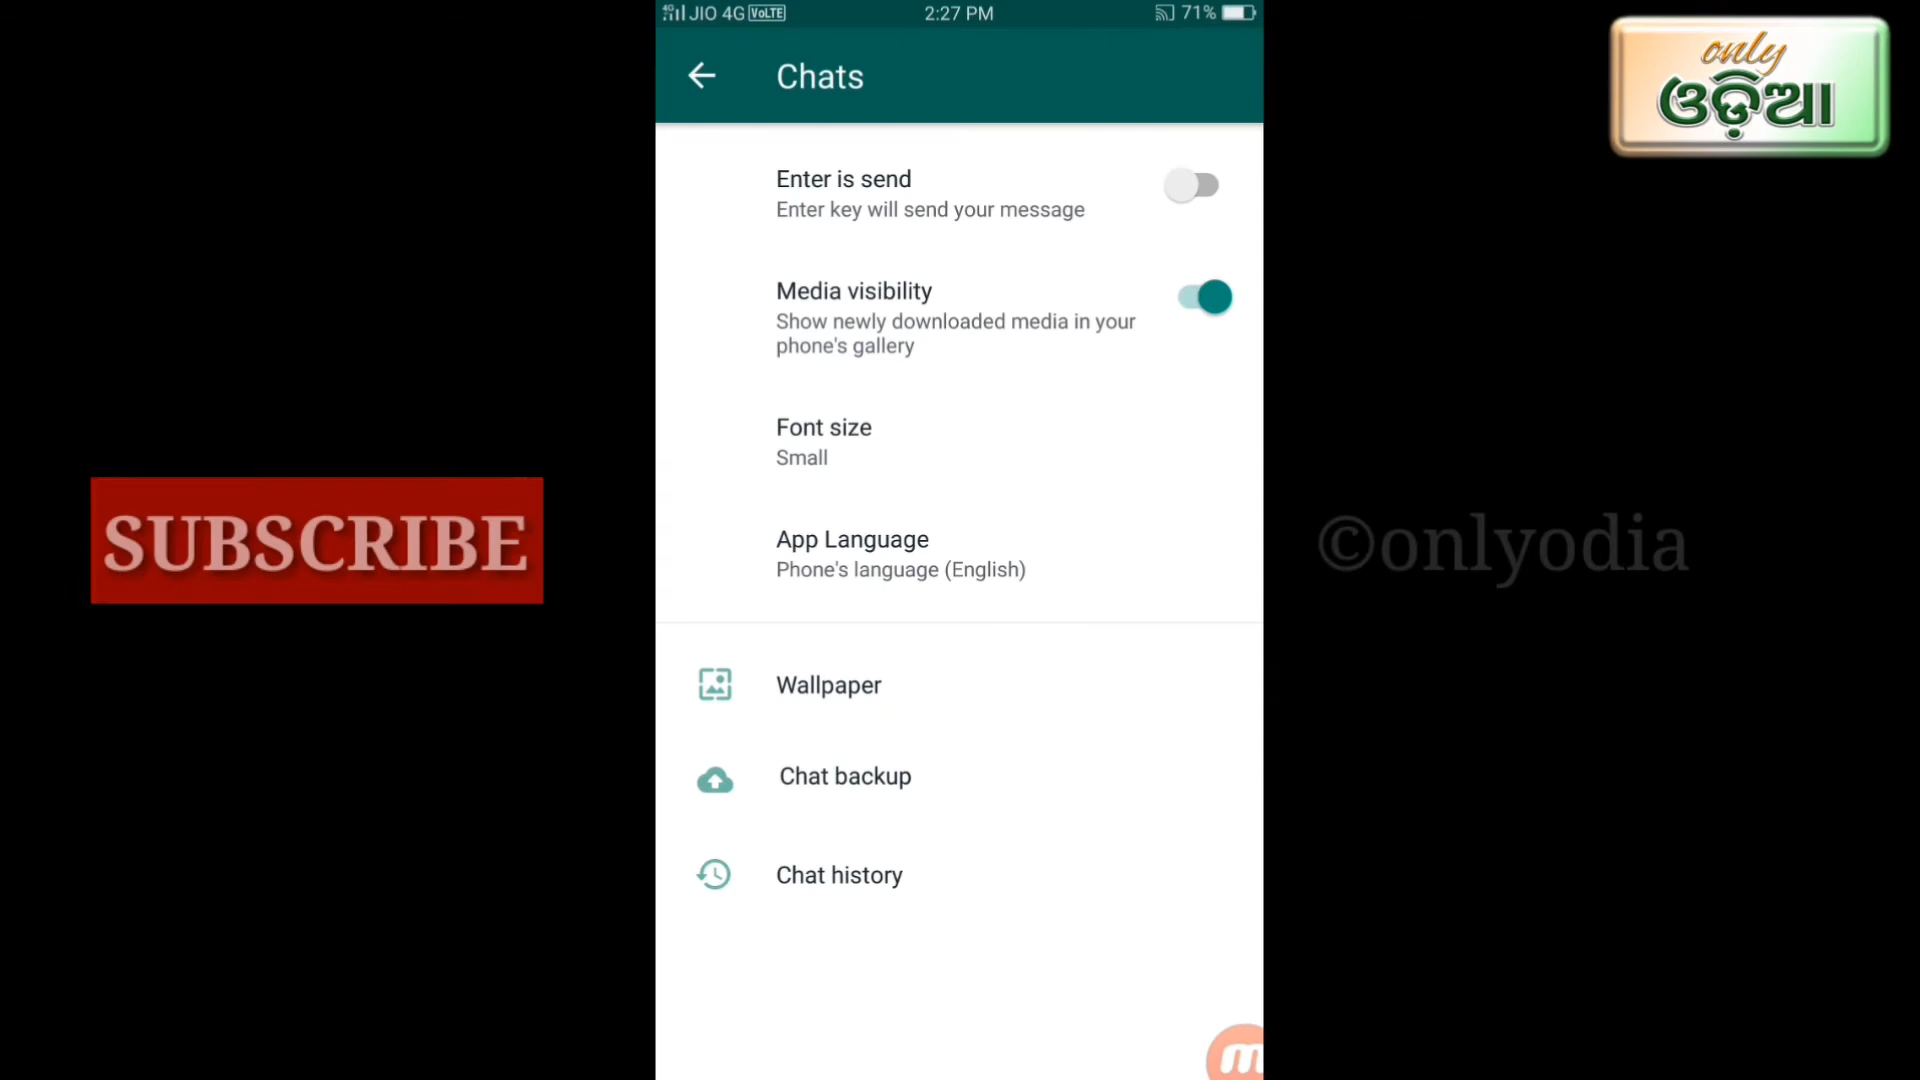 JIO 4G VoLTE 2:27 PM 71%
Chats
only
ଓଡ଼ିଆ
Enter is send
Enter key will send your message
Media visibility
Show newly downloaded media in your
phone's gallery
Font size
Small
SUBSCRIBE
©onlyodia
App Language
Phone's language (English)
Wallpaper
Chat backup
Chat history